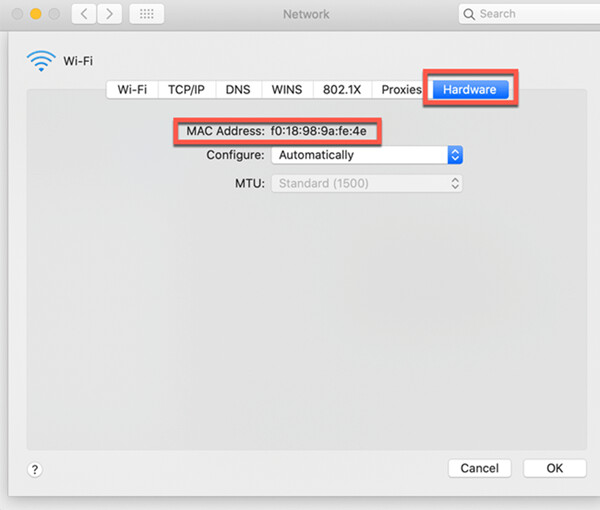 Network
Search
Wi-Fi
Wi-Fi TCP/IP DNS WINS 802.1X Proxies Hardware
MAC Address: f0:18:98:9a:fe:4e
Configure: Automatically
MTU: Standard (1500)
? Cancel OK